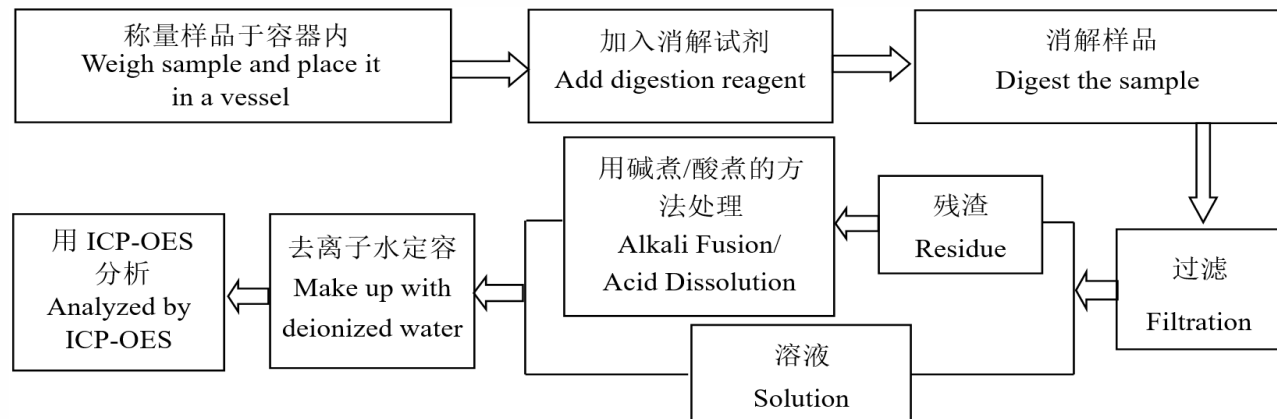 称量样品于容器内
Weigh sample and place it
in a vessel
加入消解试剂
Add digestion reagent
消解样品
Digest the sample
过滤
Filtration
残渣
Residue
用碱煮/酸煮的方
法处理
Alkali Fusion/
Acid Dissolution
溶液
Solution
去离子水定容
Make up with
deionized water
用 ICP-OES
分析
Analyzed by
ICP-OES